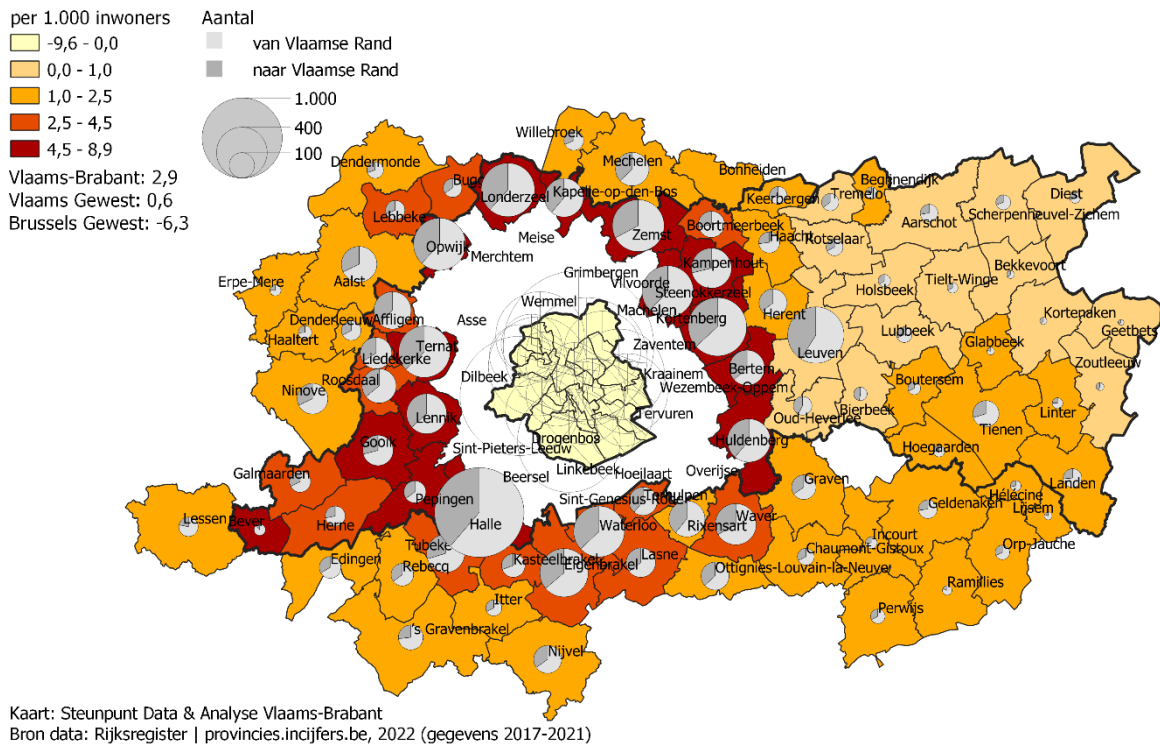 per 1.000 inwoners
-9,6 - 0,0
0,0 - 1,0
1,0 - 2,5
2,5 - 4,5
4,5 - 8,9
Vlaams-Brabant: 2,9
Vlaams Gewest: 0,6
Brussels Gewest: -6,3
Aantal
van Vlaamse Rand
naar Vlaamse Rand
1.000
400
100
Willebroek
Dendermonde
Mechelen
Bonheiden
Buggenhout
Londerzeel
Kapelle-op-den-Bos
Keerbergen
Tremelo
Begijnendijk
Diest
Lebbeke
Aarschot
Scherpenheuvel-Zichem
Zemst
Boortmeerbeek
Haacht
Rotselaar
Meise
Opwijk
Merchtem
Kampenhout
Bekkevoort
Erpe-Mere
Aalst
Grimbergen
Vilvoorde
Steenokkerzeel
Holsbeek
Tielt-Winge
Wemmel
Machelen
Kortenberg
Herent
Kortenaken
Geetbets
Affligem
Asse
Denderleeuw
Haaltert
Leuven
Lubbeek
Glabbeek
Ternat
Liedekerke
Zaventem
Zoutleeuw
Dilbeek
Kraainem
Bertem
Roosdaal
Wezembeek-Oppem
Boutersem
Ninove
Bierbeek
Linter
Lennik
Tervuren
Oud-Heverlee
Tienen
Gooik
Drogenbos
Huldenberg
Hoegaarden
Sint-Pieters-Leeuw
Linkebeek
Hoeilaart
Overijse
Galmaarden
Beersel
Graven
Landen
Pepingen
Sint-Genesius-Rode
Terhulpen
Hélécine
Geldenaken
Lijsem
Lessen
Bever
Herne
Halle
Waterloo
Rixensart
Waver
Incourt
Tubeke
Orp-Jauche
Edingen
Kasteelbrakel
Eigenbrakel
Lasne
Chaumont-Gistoux
Rebecq
Ottignies-Louvain-la-Neuve
Ramillies
Itter
's Gravenbrakel
Perwijs
Nijvel
Kaart: Steunpunt Data & Analyse Vlaams-Brabant
Bron data: Rijksregister | provincies.incijfers.be, 2022 (gegevens 2017-2021)